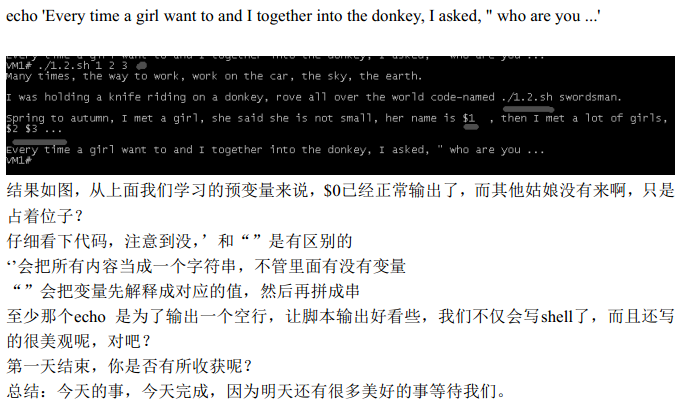 echo 'Every time a girl want to and I together into the donkey, I asked, " who are you ...'
VM1# ./1.2.sh 1 2 3
Many times, the way to work, work on the car, the sky, the earth.
I was holding a knife riding on a donkey, rove all over the world code-named ./1.2.sh swordsman.
Spring to autumn, I met a girl, she said she is not small, her name is $1 , then I met a lot of girls,
$2 $3 ...
Every time a girl want to and I together into the donkey, I asked, " who are you ...
VM1#
结果如图，从上面我们学习的预变量来说，$0已经正常输出了，而其他姑娘没有来啊，只是
占着位子？
仔细看下代码，注意到没，’ 和“”是有区别的
‘’会把所有内容当成一个字符串，不管里面有没有变量
“”会把变量先解释成对应的值，然后再拼成串
至少那个echo 是为了输出一个空行，让脚本输出好看些，我们不仅会写shell了，而且还写
的很美观呢，对吧？
第一天结束，你是否有所收获呢？
总结：今天的事，今天完成，因为明天还有很多美好的事等待我们。